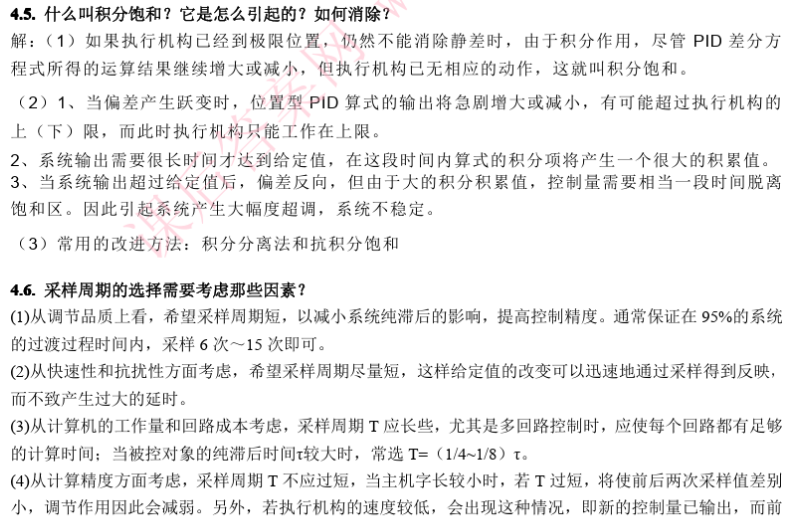 4.5. 什么叫积分饱和？它是怎么引起的？如何消除？
解：（1）如果执行机构已经到极限位置，仍然不能消除静差时，由于积分作用，尽管 PID 差分方
程式所得的运算结果继续增大或减小，但执行机构已无相应的动作，这就叫积分饱和。
（2）1、当偏差产生跃变时，位置型 PID 算式的输出将急剧增大或减小，有可能超过执行机构的
上（下）限，而此时执行机构只能工作在上限。
2、系统输出需要很长时间才达到给定值，在这段时间内算式的积分项将产生一个很大的积累值。
3、当系统输出超过给定值后，偏差反向，但由于大的积分积累值，控制量需要相当一段时间脱离
饱和区。因此引起系统产生大幅度超调，系统不稳定。
（3）常用的改进方法：积分分离法和抗积分饱和
4.6. 采样周期的选择需要考虑那些因素？
(1)从调节品质上看，希望采样周期短，以减小系统纯滞后的影响，提高控制精度。通常保证在 95%的系统
的过渡过程时间内，采样 6 次～15 次即可。
(2)从快速性和抗扰性方面考虑，希望采样周期尽量短，这样给定值的改变可以迅速地通过采样得到反映，
而不致产生过大的延时。
(3)从计算机的工作量和回路成本考虑，采样周期 T 应长些，尤其是多回路控制时，应使每个回路都有足够
的计算时间；当被控对象的纯滞后时间τ较大时，常选 T=（1/4~1/8）τ。
(4)从计算精度方面考虑，采样周期 T 不应过短，当主机字长较小时，若 T 过短，将使前后两次采样值差别
小，调节作用因此会减弱。另外，若执行机构的速度较低，会出现这种情况，即新的控制量已输出，而前
课后答案网 w